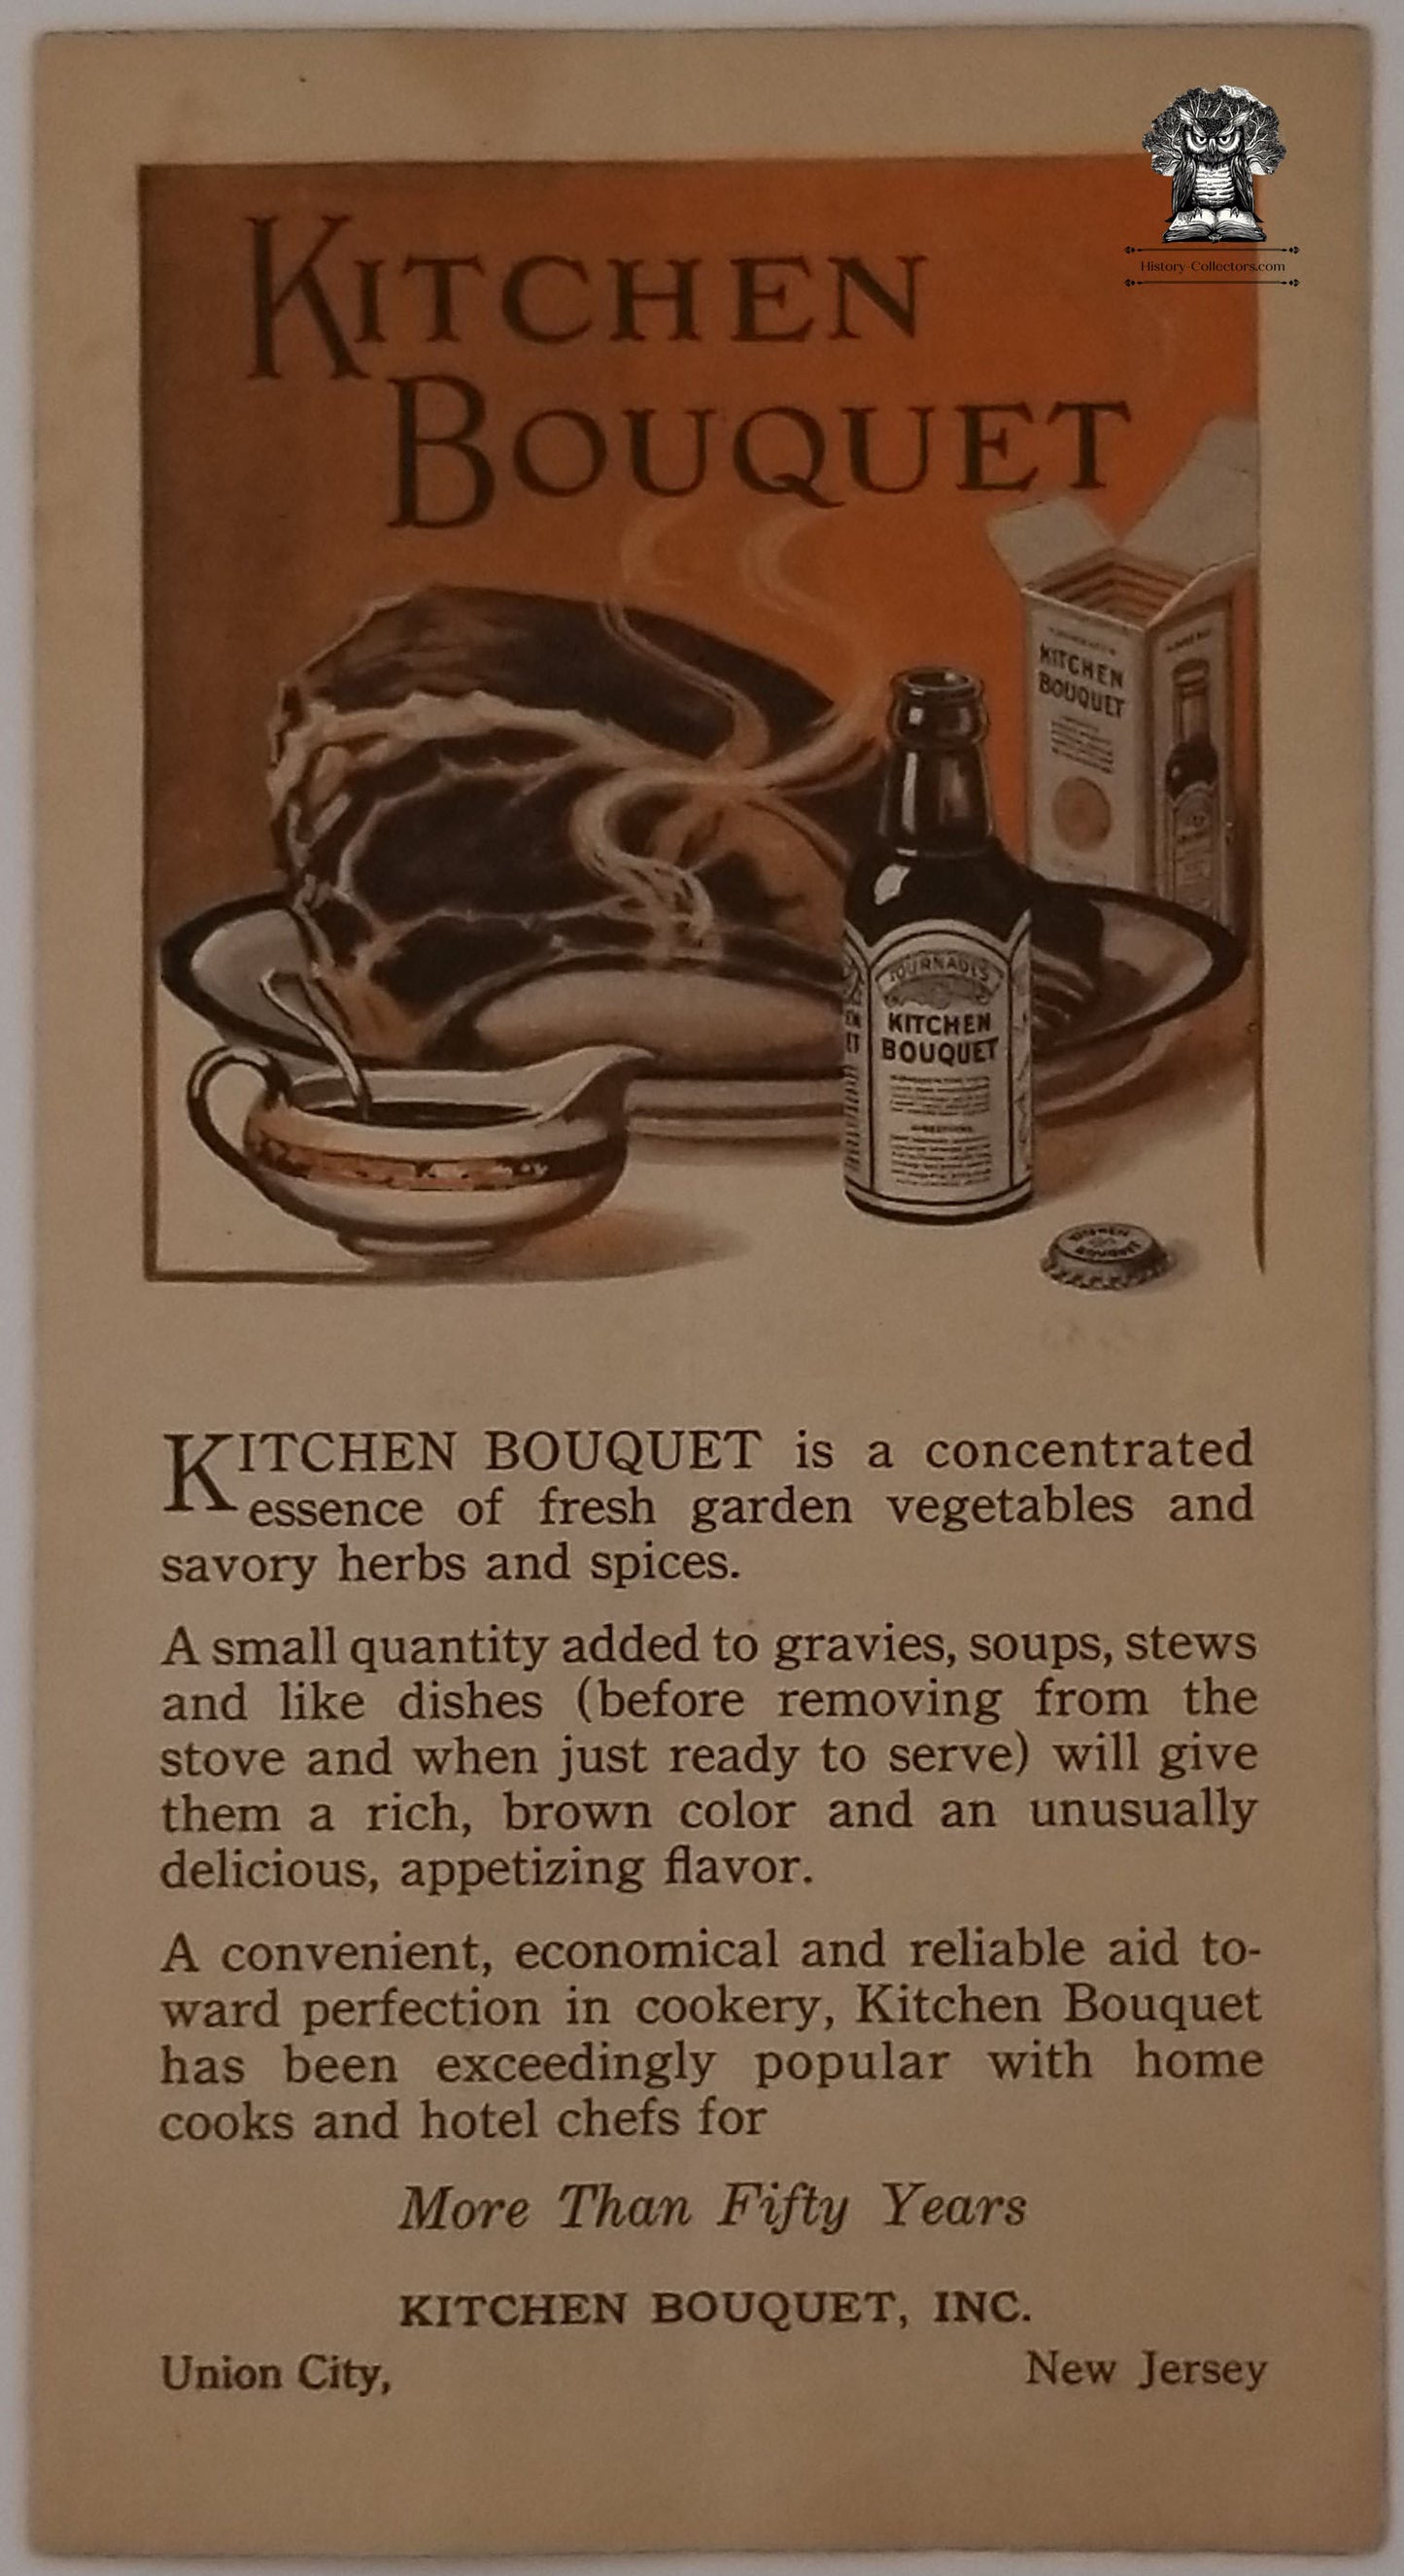 History-Collectors.com
KITCHEN
BOUQUET
KITCHEN
BOUQUET
TOURNADE'S
KITCHEN
BOUQUET
KITCHEN
BOUQUET
KITCHEN BOUQUET is a concentrated
essence of fresh garden vegetables and
savory herbs and spices.
A small quantity added to gravies, soups, stews
and like dishes (before removing from the
stove and when just ready to serve) will give
them a rich, brown color and an unusually
delicious, appetizing flavor.
A convenient, economical and reliable aid to-
ward perfection in cookery, Kitchen Bouquet
has been exceedingly popular with home
cooks and hotel chefs for
More Than Fifty Years
KITCHEN BOUQUET, INC.
Union City, New Jersey